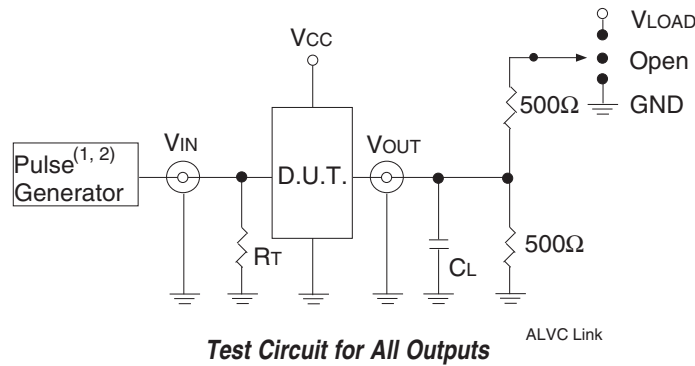 VLOAD
VCC
Open
500Ω
GND
VIN
VOUT
Pulse(1, 2)
Generator
D.U.T.
RT
CL
500Ω
ALVC Link
Test Circuit for All Outputs